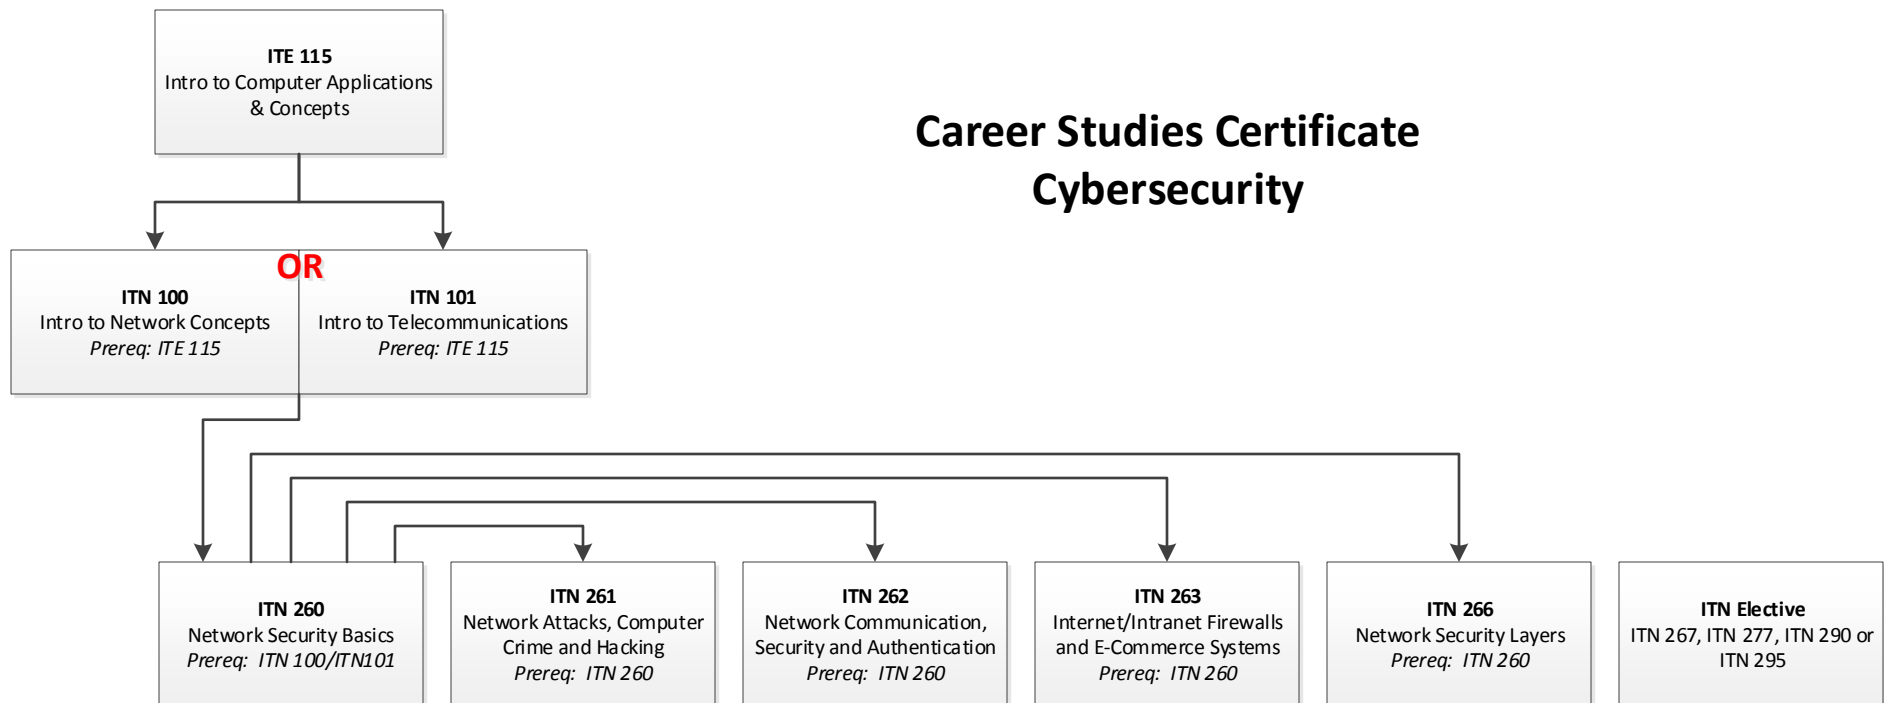 ITE 115
Intro to Computer Applications
& Concepts
Career Studies Certificate
Cybersecurity
OR
ITN 100
Intro to Network Concepts
Prereq: ITE 115
ITN 101
Intro to Telecommunications
Prereq: ITE 115
ITN 260
Network Security Basics
Prereq: ITN 100/ITN101
ITN 261
Network Attacks, Computer
Crime and Hacking
Prereq: ITN 260
ITN 262
Network Communication,
Security and Authentication
Prereq: ITN 260
ITN 263
Internet/Intranet Firewalls
and E-Commerce Systems
Prereq: ITN 260
ITN 266
Network Security Layers
Prereq: ITN 260
ITN Elective
ITN 267, ITN 277, ITN 290 or
ITN 295